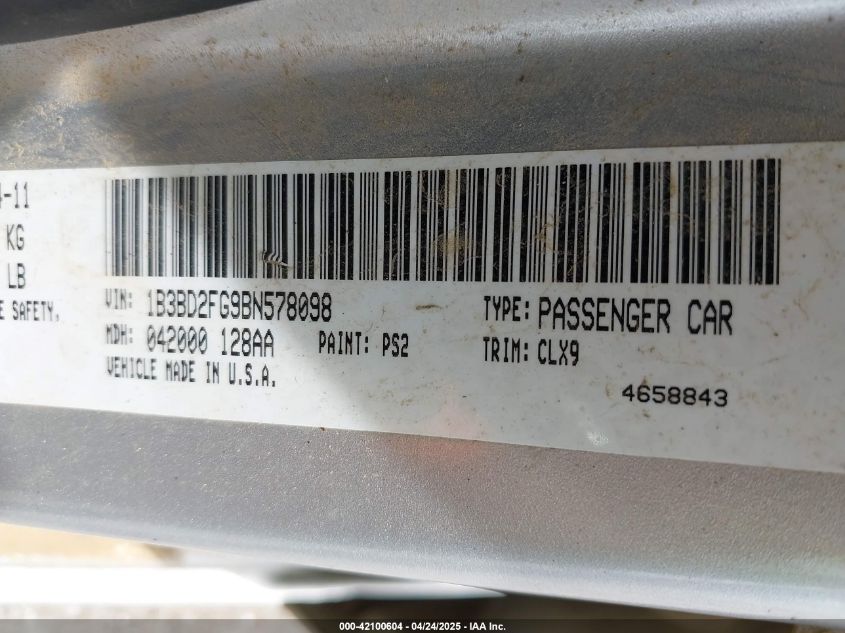 4-11
KG
LB
E SAFETY.
VIN: 1B3BD2FG9BN578098 TYPE: PASSENGER CAR
MDH: 042000 128AA PAINT: PS2 TRIM: CLX9
VEHICLE MADE IN U.S.A.
4658843
000-42100604 - 04/24/2025 - IAA Inc.